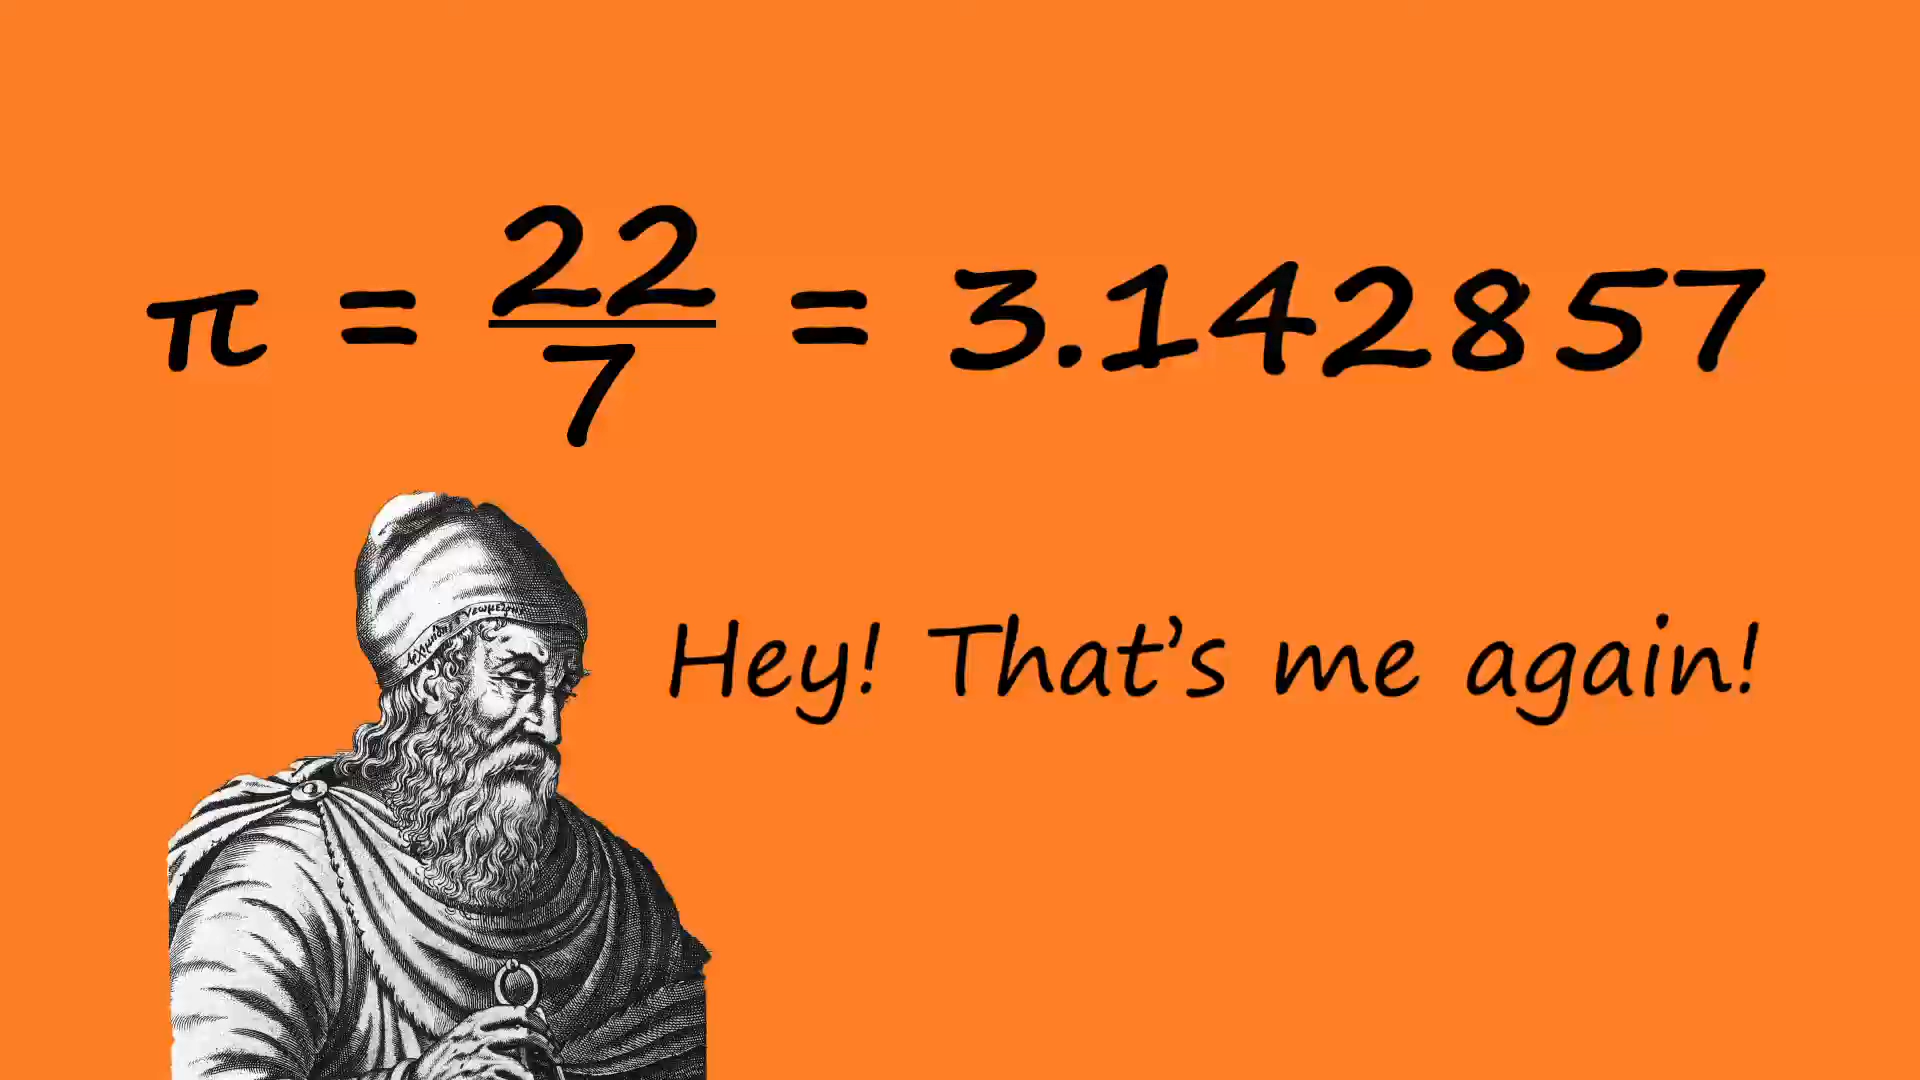 π = 22/7 = 3.142857
Hey! That's me again!